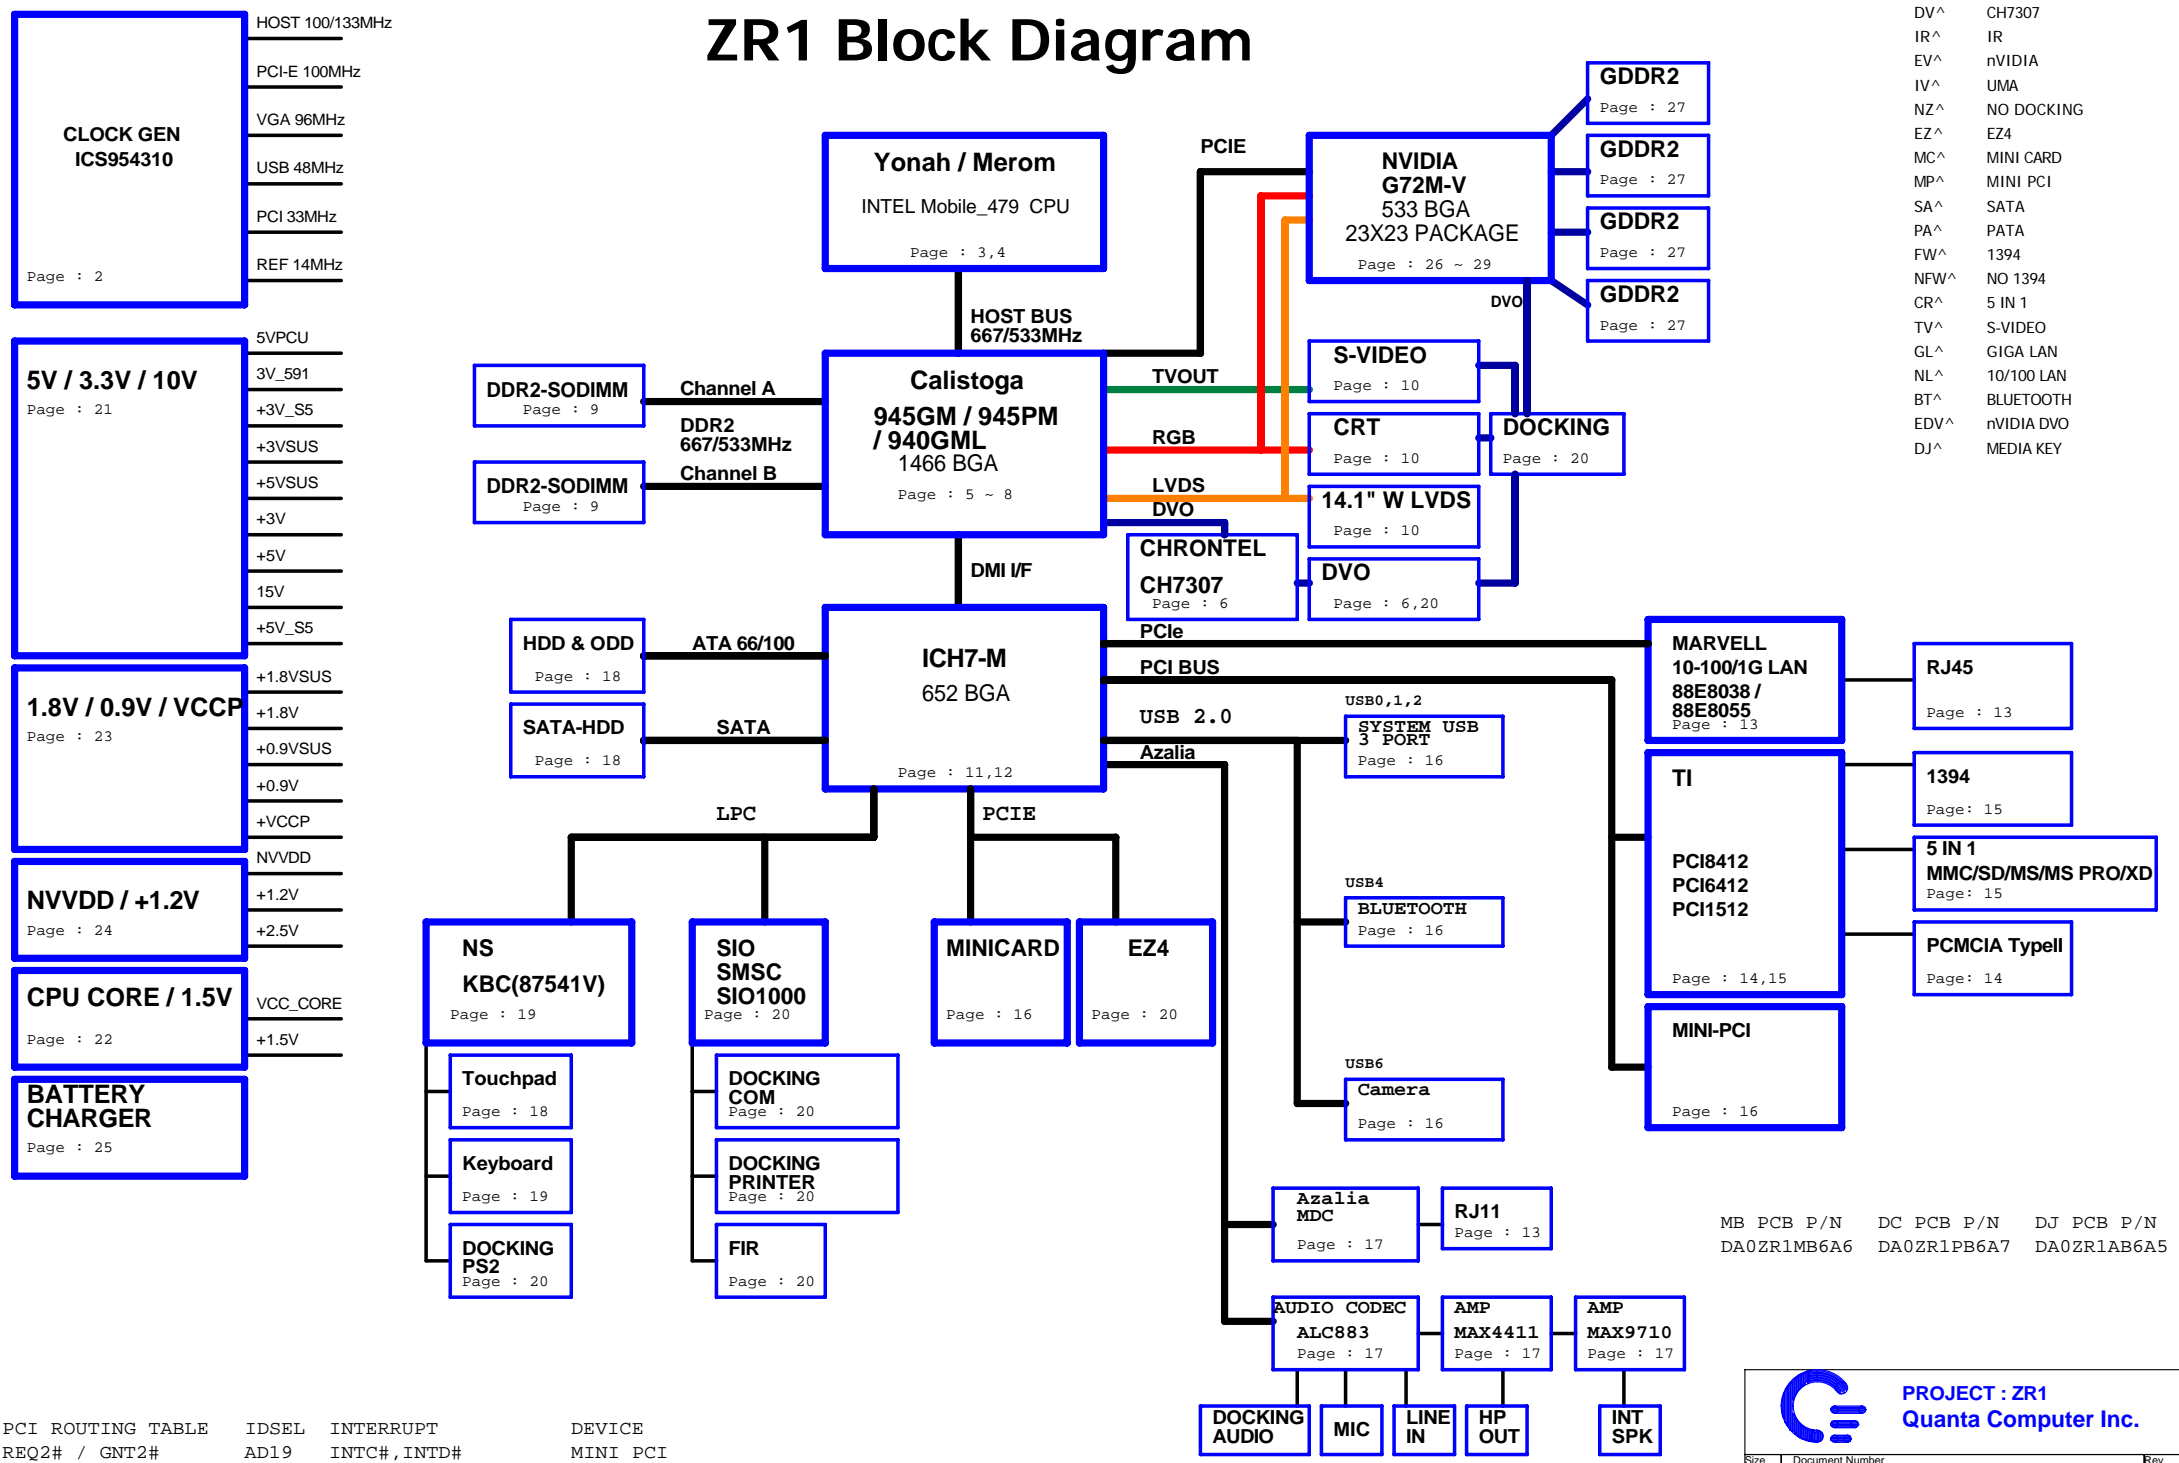 ZR1 Block Diagram
CLOCK GEN
ICS954310
Page : 2
HOST 100/133MHz
PCI-E 100MHz
VGA 96MHz
USB 48MHz
PCI 33MHz
REF 14MHz
5V / 3.3V / 10V
Page : 21
5VPCU
3V_591
+3V_S5
+3VSUS
+5VSUS
+3V
+5V
15V
+5V_S5
1.8V / 0.9V / VCCP
Page : 23
+1.8VSUS
+1.8V
+0.9VSUS
+0.9V
+VCCP
NVVDD / +1.2V
Page : 24
NVVDD
+1.2V
+2.5V
CPU CORE / 1.5V
Page : 22
VCC_CORE
+1.5V
BATTERY
CHARGER
Page : 25
Yonah / Merom
INTEL Mobile_479 CPU
Page : 3,4
HOST BUS
667/533MHz
DDR2-SODIMM
Page : 9
Channel A
DDR2
667/533MHz
Channel B
DDR2-SODIMM
Page : 9
Calistoga
945GM / 945PM
/ 940GML
1466 BGA
Page : 5 ~ 8
PCIE
TVOUT
RGB
LVDS
DVO
NVIDIA
G72M-V
533 BGA
23X23 PACKAGE
Page : 26 ~ 29
GDDR2
Page : 27
GDDR2
Page : 27
GDDR2
Page : 27
GDDR2
Page : 27
DVO
S-VIDEO
Page : 10
CRT
Page : 10
DOCKING
Page : 20
14.1" W LVDS
Page : 10
CHRONTEL
CH7307
Page : 6
DVO
Page : 6,20
DMI I/F
HDD & ODD
Page : 18
ATA 66/100
SATA-HDD
Page : 18
SATA
ICH7-M
652 BGA
Page : 11,12
PCIe
PCI BUS
USB 2.0
Azalia
LPC
PCIE
USB0,1,2
SYSTEM USB
3 PORT
Page : 16
USB4
BLUETOOTH
Page : 16
USB6
Camera
Page : 16
MARVELL
10-100/1G LAN
88E8038 /
88E8055
Page : 13
RJ45
Page : 13
TI
PCI8412
PCI6412
PCI1512
Page : 14,15
1394
Page: 15
5 IN 1
MMC/SD/MS/MS PRO/XD
Page: 15
PCMCIA TypeII
Page: 14
MINI-PCI
Page : 16
NS
KBC(87541V)
Page : 19
SIO
SMSC
SIO1000
Page : 20
MINICARD
Page : 16
EZ4
Page : 20
Touchpad
Page : 18
Keyboard
Page : 19
DOCKING
PS2
Page : 20
DOCKING
COM
Page : 20
DOCKING
PRINTER
Page : 20
FIR
Page : 20
Azalia
MDC
Page : 17
RJ11
Page : 13
AUDIO CODEC
ALC883
Page : 17
AMP
MAX4411
Page : 17
AMP
MAX9710
Page : 17
DOCKING
AUDIO
MIC
LINE
IN
HP
OUT
INT
SPK
DV^ CH7307
IR^ IR
EV^ nVIDIA
IV^ UMA
NZ^ NO DOCKING
EZ^ EZ4
MC^ MINI CARD
MP^ MINI PCI
SA^ SATA
PA^ PATA
FW^ 1394
NFW^ NO 1394
CR^ 5 IN 1
TV^ S-VIDEO
GL^ GIGA LAN
NL^ 10/100 LAN
BT^ BLUETOOTH
EDV^ nVIDIA DVO
DJ^ MEDIA KEY
MB PCB P/N DC PCB P/N DJ PCB P/N
DA0ZR1MB6A6 DA0ZR1PB6A7 DA0ZR1AB6A5
PCI ROUTING TABLE IDSEL INTERRUPT DEVICE
REQ2# / GNT2# AD19 INTC#,INTD# MINI PCI
PROJECT : ZR1
Quanta Computer Inc.
Size Document Number Rev